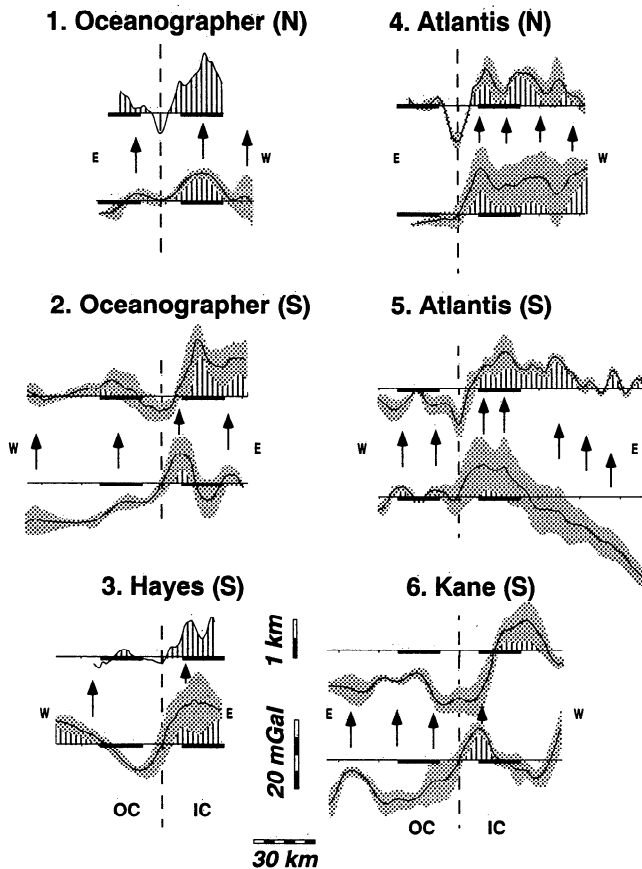 1. Oceanographer (N)
4. Atlantis (N)
E
W
E
W
2. Oceanographer (S)
5. Atlantis (S)
W
E
W
E
3. Hayes (S)
6. Kane (S)
1 km
W
E
E
W
20 mGal
OC
IC
OC
IC
30 km